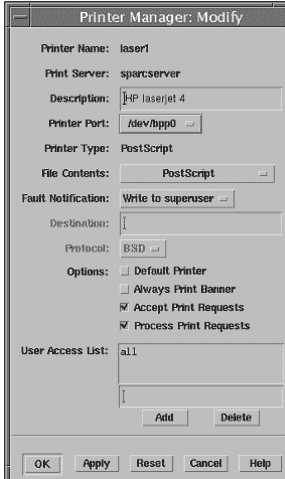 Printer Manager: Modify
Printer Name: laser1
Print Server: sparcserver
Description: HP laserjet 4
Printer Port: /dev/bpp0
Printer Type: PostScript
File Contents: PostScript
Fault Notification: Write to superuser
Destination:
Protocol: BSD
Options: Default Printer
Always Print Banner
Accept Print Requests
Process Print Requests
User Access List: all
Add Delete
OK Apply Reset Cancel Help